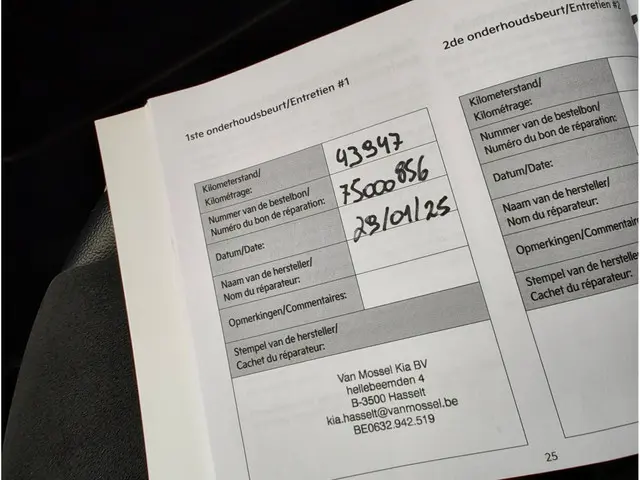 1ste onderhoudsbeurt/Entretien #1
Kilometerstand/
Kilométrage:
43947
Nummer van de bestelbon/
Numéro du bon de réparation:
75000856
Datum/Date:
29/01/25
Naam van de hersteller/
Nom du réparateur:
Opmerkingen/Commentaires:
Stempel van de hersteller/
Cachet du réparateur:
Van Mossel Kia BV
hellebeemden 4
B-3500 Hasselt
kia.hasselt@vanmossel.be
BE0632.942.519
2de onderhoudsbeurt/Entretien #2
Kilometerstand/
Kilométrage:
Nummer van de bestelbon/
Numéro du bon de réparation:
Datum/Date:
Naam van de hersteller/
Nom du réparateur:
Opmerkingen/Commentair
Stempel van de hersteller/
Cachet du réparateur:
25